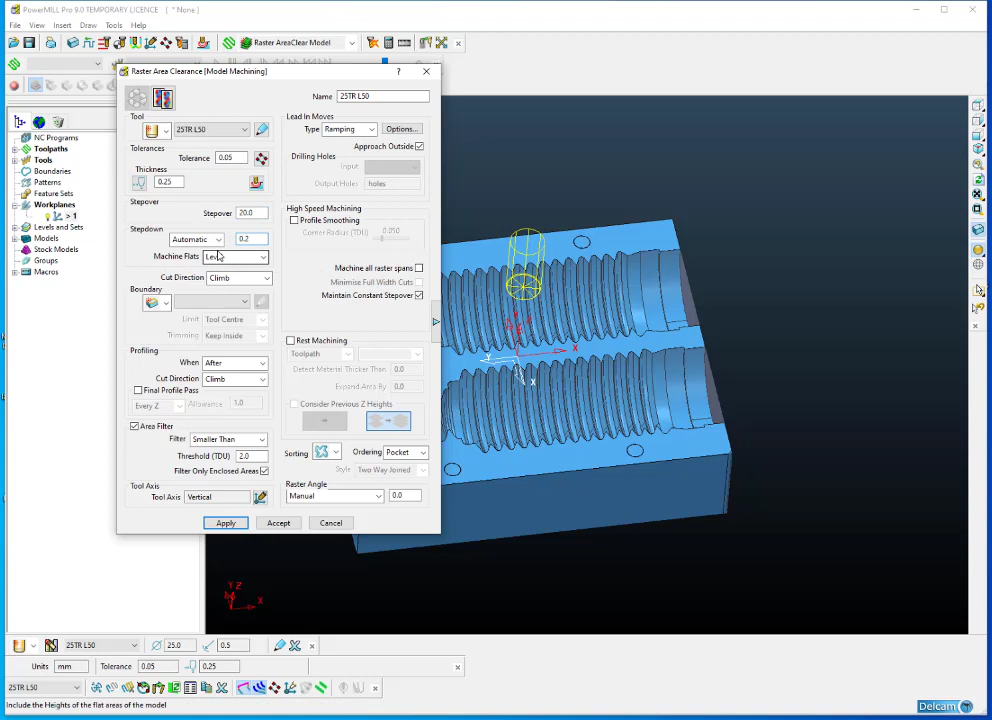 PowerMILL Pro 9.0 TEMPORARY LICENCE [ * None ]
File View Insert Draw Tools Help
Raster AreaClear Model
Raster Area Clearance [Model Machining] ?
Name 25TR L50
Tool
25TR L50
Tolerances
Tolerance 0.05
Thickness
0.25
Stepover
Stepover 20.0
Stepdown
Automatic 0.2
Machine Flats
Cut Direction Climb
Boundary
Limit Tool Centre
Trimming Keep Inside
Profiling
When After
Cut Direction Climb
Final Profile Pass
Every Z Allowance 1.0
Area Filter
Filter Smaller Than
Threshold (TDU) 2.0
Filter Only Enclosed Areas
Tool Axis
Tool Axis Vertical
Lead In Moves
Type Ramping Options...
Approach Outside
Drilling Holes
Input
Output Holes holes
High Speed Machining
Profile Smoothing
Corner Radius (TDU) 0.050
Machine all raster spans
Minimise Full Width Cuts
Maintain Constant Stepover
Rest Machining
Toolpath
Detect Material Thicker Than 0.0
Expand Area By 0.0
Consider Previous Z Heights
Sorting Ordering Pocket
Style Two Way Joined
Raster Angle
Manual 0.0
Apply Accept Cancel
NC Programs
Toolpaths
Tools
Boundaries
Patterns
Feature Sets
Workplanes
> 1
Levels and Sets
Models
Stock Models
Groups
Macros
X
Y
X
Y Z
X
25TR L50 25.0 0.5
Units mm Tolerance 0.05 0.25
25TR L50
Include the Heights of the flat areas of the model
Delcam